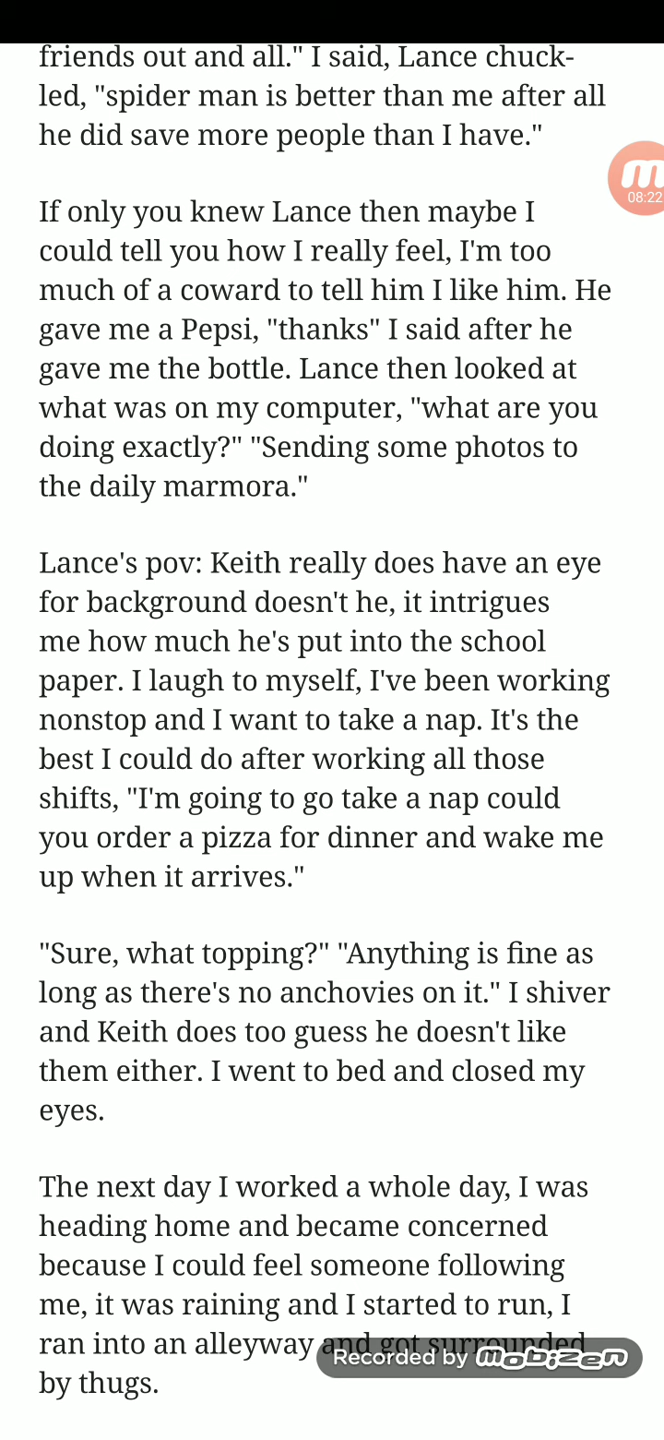 friends out and all." I said, Lance chuck-
led, "spider man is better than me after all
he did save more people than I have."
m
08:22
If only you knew Lance then maybe I
could tell you how I really feel, I'm too
much of a coward to tell him I like him. He
gave me a Pepsi, "thanks" I said after he
gave me the bottle. Lance then looked at
what was on my computer, "what are you
doing exactly?" "Sending some photos to
the daily marmora."
Lance's pov: Keith really does have an eye
for background doesn't he, it intrigues
me how much he's put into the school
paper. I laugh to myself, I've been working
nonstop and I want to take a nap. It's the
best I could do after working all those
shifts, "I'm going to go take a nap could
you order a pizza for dinner and wake me
up when it arrives."
"Sure, what topping?" "Anything is fine as
long as there's no anchovies on it." I shiver
and Keith does too guess he doesn't like
them either. I went to bed and closed my
eyes.
The next day I worked a whole day, I was
heading home and became concerned
because I could feel someone following
me, it was raining and I started to run, I
ran into an alleyway and got surrounded
Recorded by mobizen
by thugs.